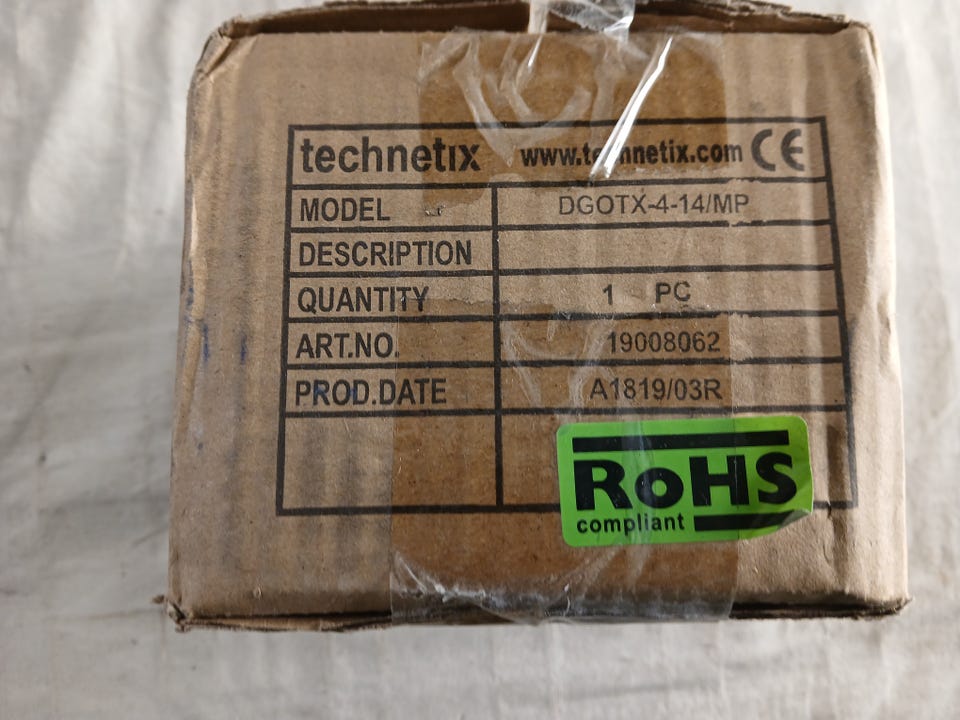 technetix www.technetix.com CE
MODEL DGOTX-4-14/MP
DESCRIPTION
QUANTITY 1 PC
ART.NO. 19008062
PROD.DATE A1819/03R
RoHS
compliant